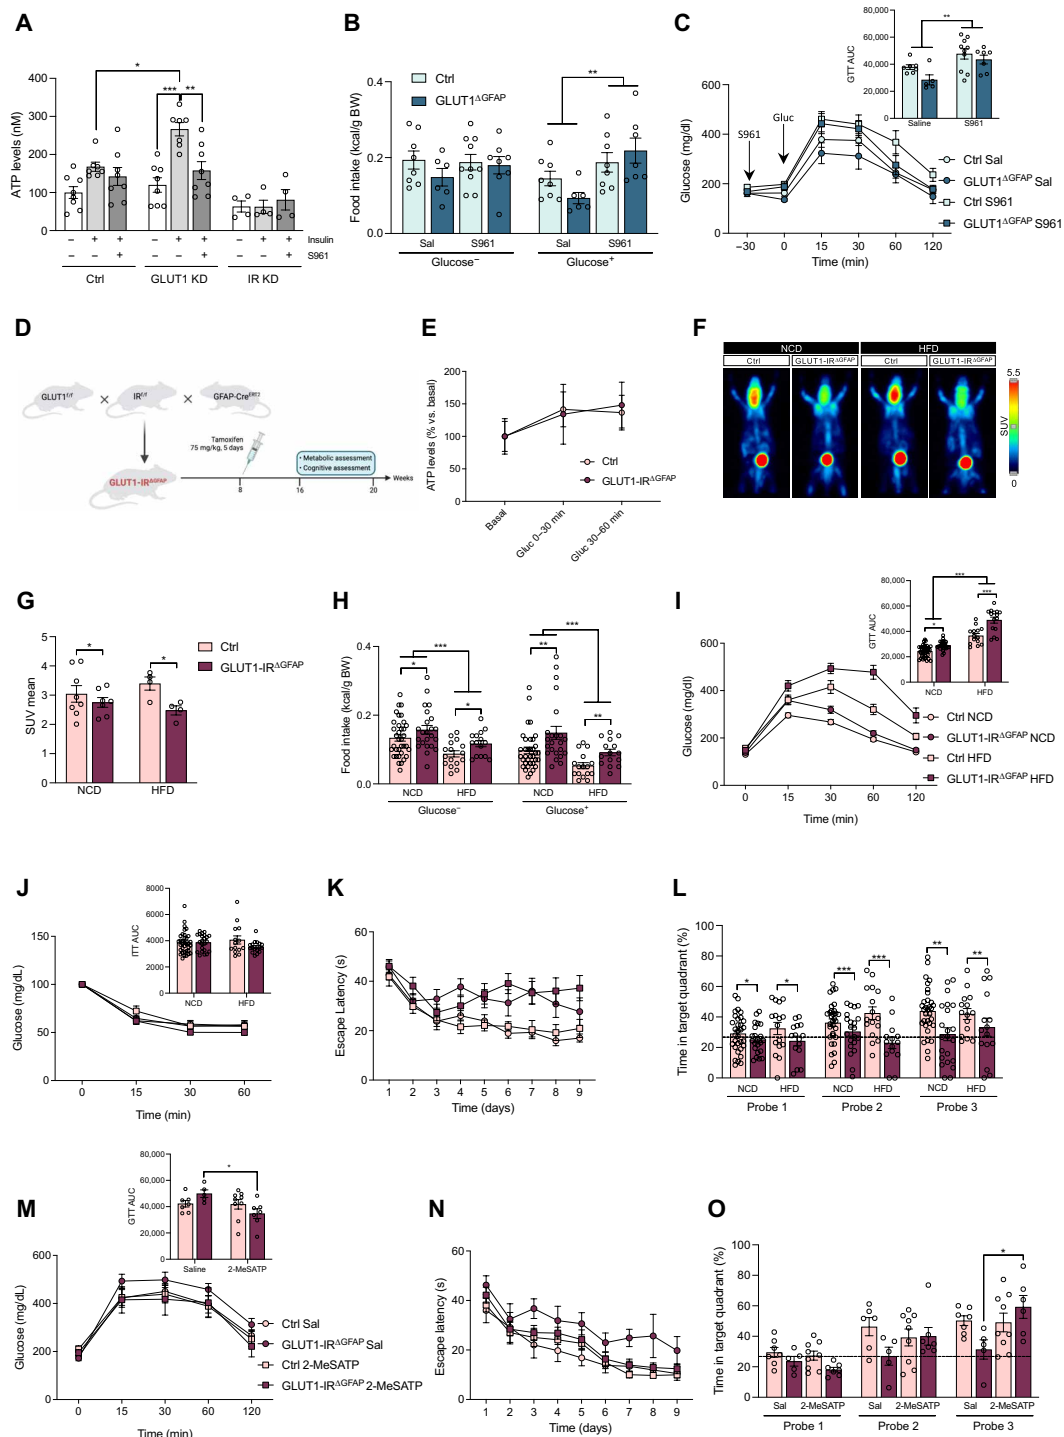 A
ATP levels (nM)
400
300
200
100
0
*
***
**
− + + − + + − + + Insulin
− − + − − + − − + S961
Ctrl GLUT1 KD IR KD
B
Food intake (kcal/g BW)
0.4
0.2
0.0
Ctrl
GLUT1ΔGFAP
**
Sal S961 Sal S961
Glucose− Glucose+
C
Glucose (mg/dl)
600
400
200
0
S961
Gluc
−30 0 15 30 60 120
Time (min)
GTT AUC
80,000
60,000
40,000
20,000
0
**
Saline S961
Ctrl Sal
GLUT1ΔGFAP Sal
Ctrl S961
GLUT1ΔGFAP S961
D
GLUT1f/f × IRf/f × GFAP-CreERT2
Tamoxifen
75 mg/kg, 5 days
• Metabolic assessment
• Cognitive assessment
GLUT1-IRΔGFAP
8 16 20 Weeks
E
ATP levels (% vs. basal)
200
150
100
50
0
Ctrl
GLUT1-IRΔGFAP
Basal
Gluc 0–30 min
Gluc 30–60 min
F
NCD HFD
Ctrl GLUT1-IRΔGFAP Ctrl GLUT1-IRΔGFAP
5.5
SUV
0
G
SUV mean
5
4
3
2
1
0
* *
Ctrl
GLUT1-IRΔGFAP
NCD HFD
H
Food intake (kcal/g BW)
0.4
0.2
0.0
*** ***
* * ** **
NCD HFD NCD HFD
Glucose− Glucose+
I
Glucose (mg/dl)
600
400
200
0
0 15 30 60 120
Time (min)
GTT AUC
80,000
60,000
40,000
20,000
0
***
* ***
NCD HFD
Ctrl NCD
GLUT1-IRΔGFAP NCD
Ctrl HFD
GLUT1-IRΔGFAP HFD
J
Glucose (mg/dL)
150
100
50
0
0 15 30 60
Time (min)
ITT AUC
8000
6000
4000
2000
0
NCD HFD
K
Escape Latency (s)
60
40
20
0
1 2 3 4 5 6 7 8 9
Time (days)
L
Time in target quadrant (%)
100
80
60
40
20
0
* * *** *** ** **
NCD HFD NCD HFD NCD HFD
Probe 1 Probe 2 Probe 3
M
Glucose (mg/dL)
600
400
200
0
0 15 30 60 120
Time (min)
GTT AUC
80,000
60,000
40,000
20,000
0
*
Saline 2-MeSATP
Ctrl Sal
GLUT1-IRΔGFAP Sal
Ctrl 2-MeSATP
GLUT1-IRΔGFAP 2-MeSATP
N
Escape latency (s)
60
40
20
0
1 2 3 4 5 6 7 8 9
Time (days)
O
Time in target quadrant (%)
100
80
60
40
20
0
*
Sal 2-MeSATP Sal 2-MeSATP Sal 2-MeSATP
Probe 1 Probe 2 Probe 3